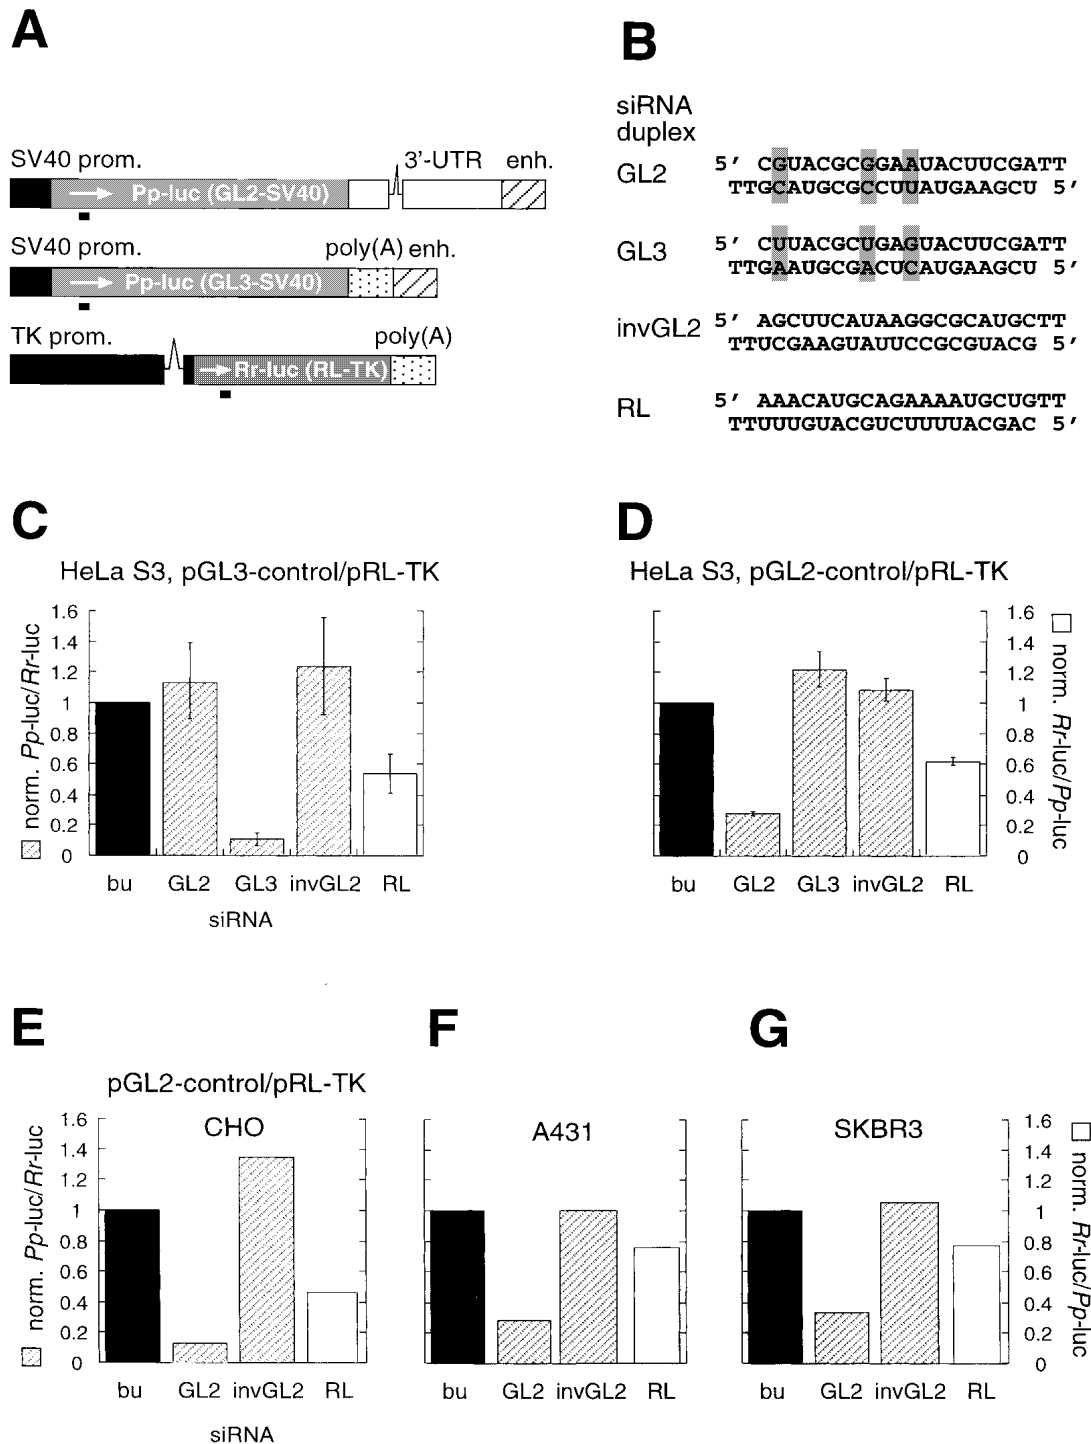 A
SV40 prom. 3'-UTR enh.
Pp-luc (GL2-SV40)
SV40 prom. poly(A) enh.
Pp-luc (GL3-SV40)
TK prom. poly(A)
Rr-luc (RL-TK)
B
siRNA
duplex
GL2 5' CGUACGCGGAAUACUUCGATT
TTGCAUGCGCCUUAUGAAGCU 5'
GL3 5' CUUACGCUGAGUACUUCGATT
TTGAAUGCGACUCAUGAAGCU 5'
invGL2 5' AGCUUCAUAAGGCGCAUGCTT
TTUCGAAGUAUUCCGCGUACG 5'
RL 5' AAACAUGCAGAAAAUGCUGTT
TTUUUGUACGUCUUUUACGAC 5'
C
HeLa S3, pGL3-control/pRL-TK
norm. Pp-luc/Rr-luc
1.6
1.4
1.2
1
0.8
0.6
0.4
0.2
0
bu GL2 GL3 invGL2 RL
siRNA
D
HeLa S3, pGL2-control/pRL-TK
1.6
1.4
1.2
1
0.8
0.6
0.4
0.2
0
norm. Rr-luc/Pp-luc
bu GL2 GL3 invGL2 RL
E
pGL2-control/pRL-TK
CHO
norm. Pp-luc/Rr-luc
1.6
1.4
1.2
1
0.8
0.6
0.4
0.2
0
bu GL2 invGL2 RL
siRNA
F
A431
bu GL2 invGL2 RL
G
SKBR3
1.6
1.4
1.2
1
0.8
0.6
0.4
0.2
0
norm. Rr-luc/Pp-luc
bu GL2 invGL2 RL